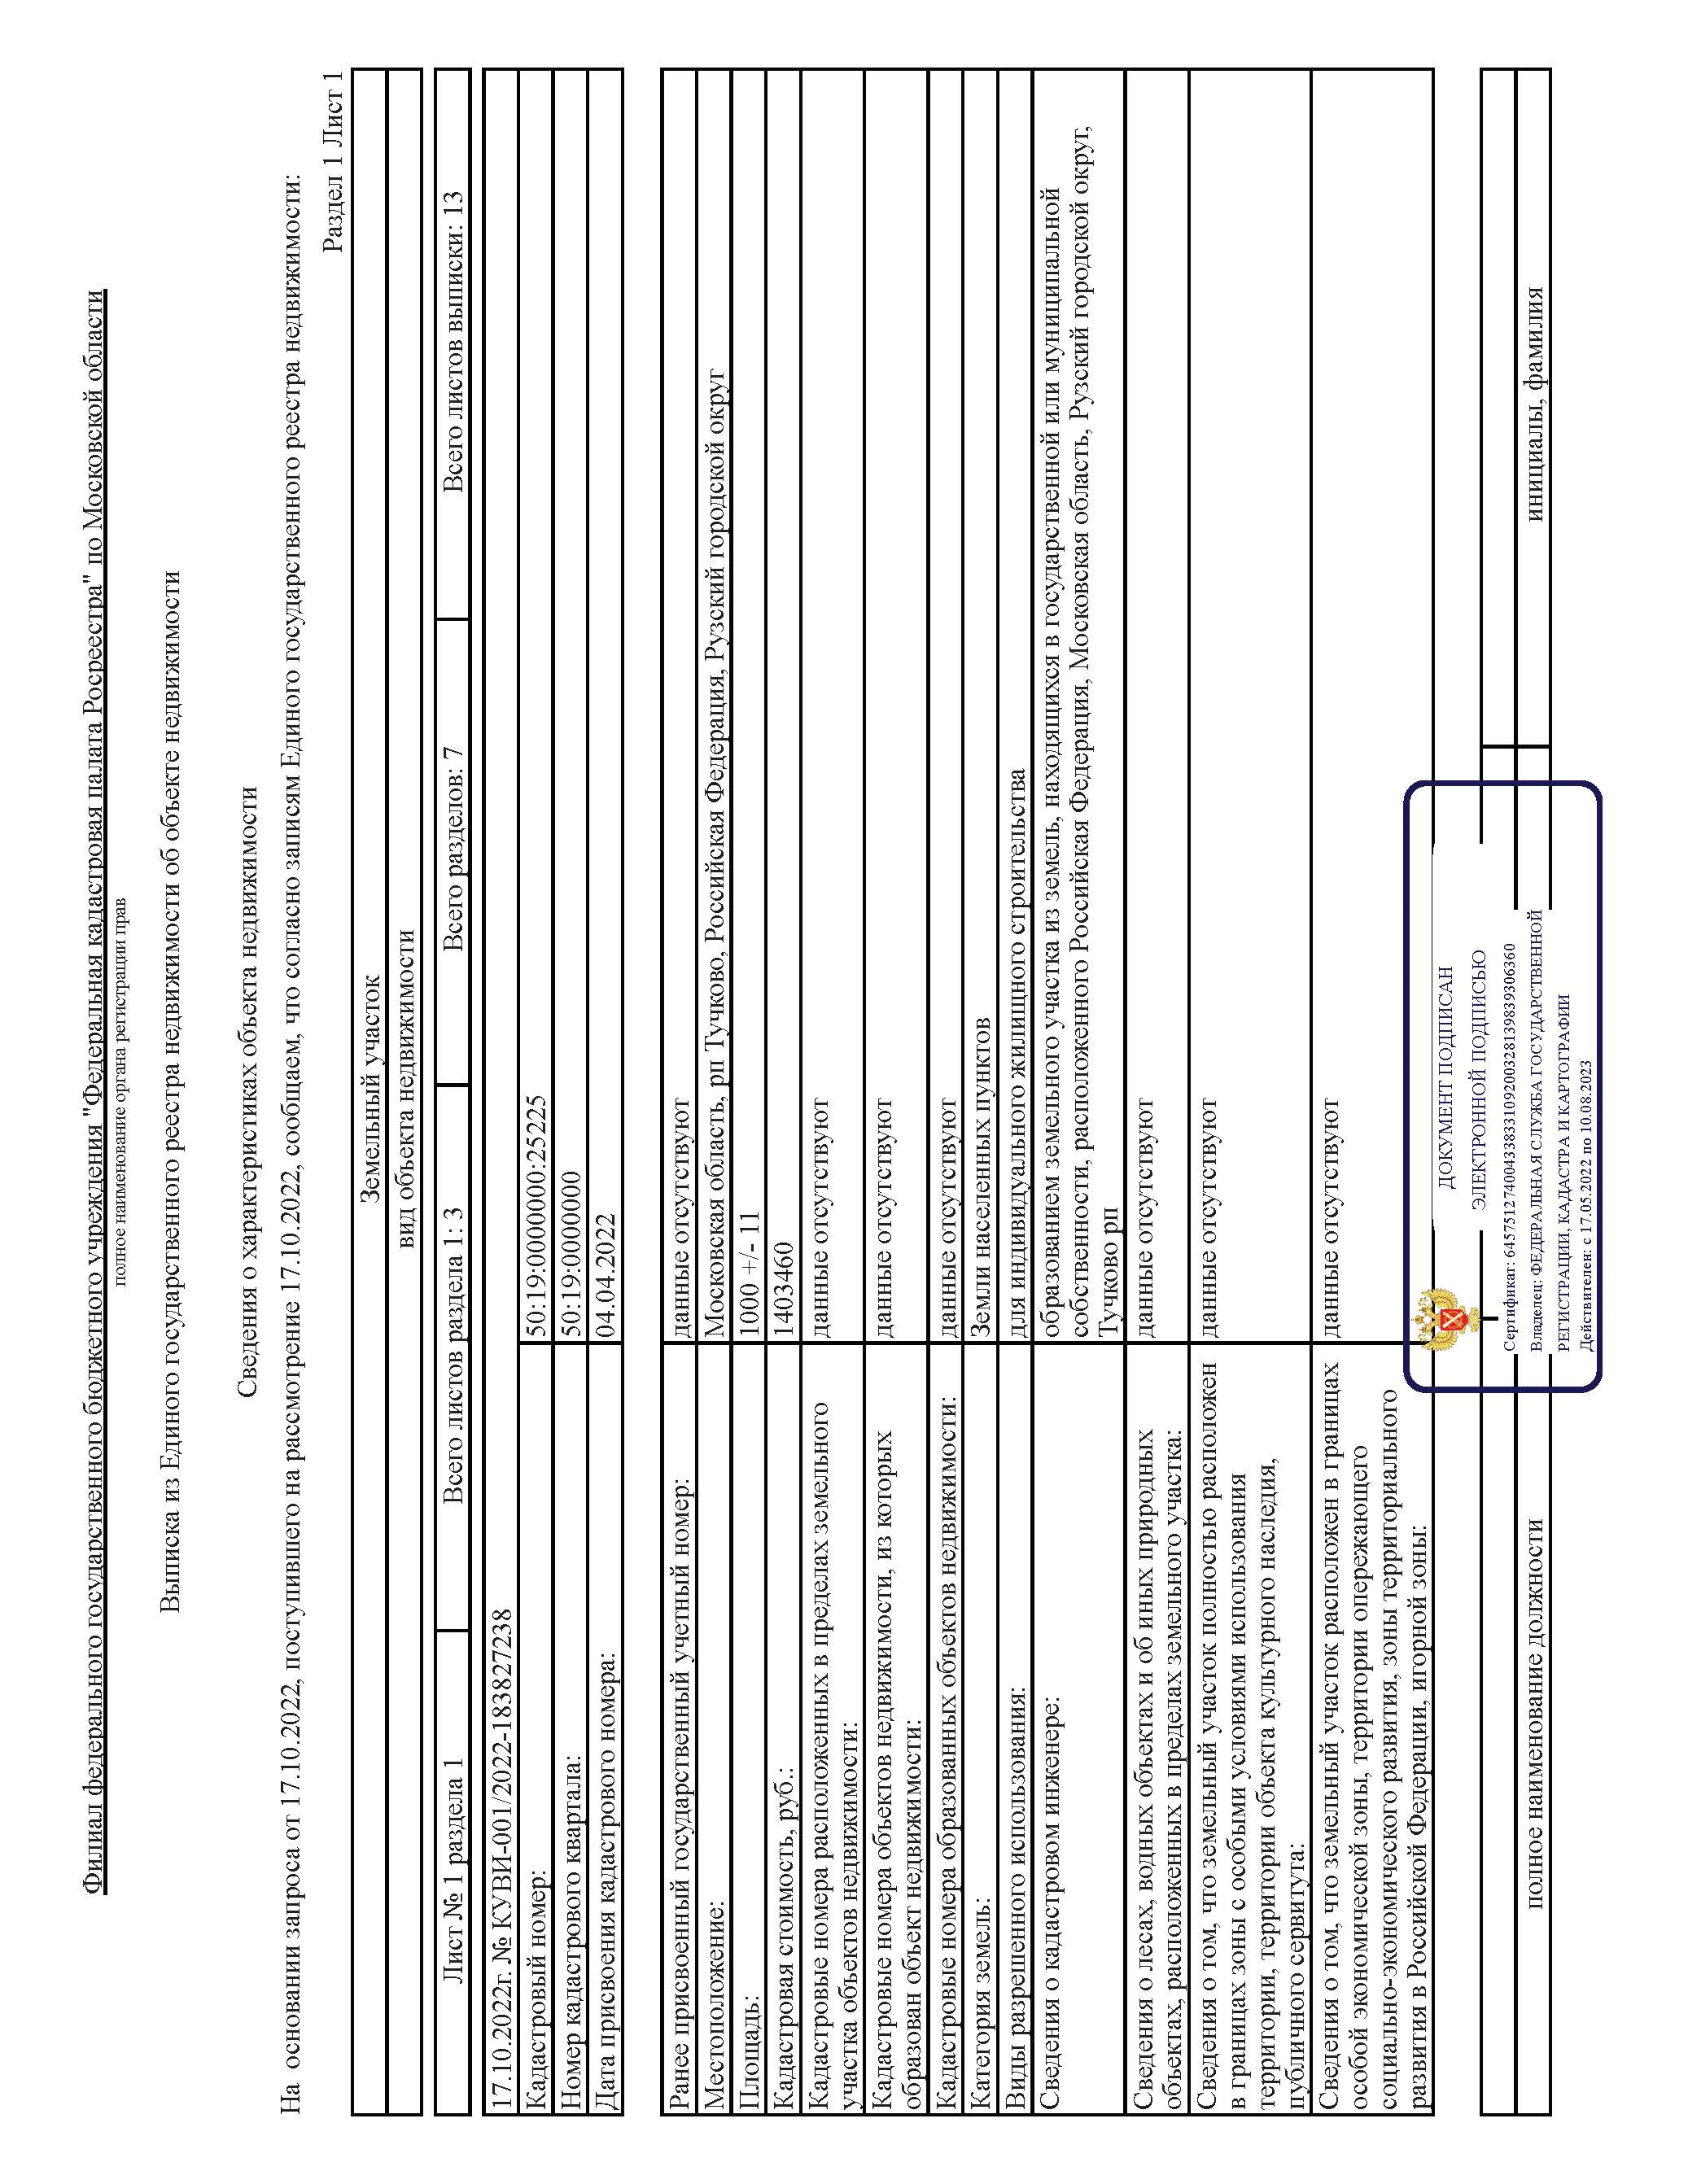 Филиал федерального государственного бюджетного учреждения "Федеральная кадастровая палата Росреестра" по Московской области
полное наименование органа регистрации прав
Выписка из Единого государственного реестра недвижимости об объекте недвижимости
Сведения о характеристиках объекта недвижимости
На основании запроса от 17.10.2022, поступившего на рассмотрение 17.10.2022, сообщаем, что согласно записям Единого государственного реестра недвижимости:
Раздел 1 Лист 1
Земельный участок
вид объекта недвижимости
Лист № 1 раздела 1 Всего листов раздела 1: 3 Всего разделов: 7 Всего листов выписки: 13
17.10.2022г. № КУВИ-001/2022-183827238
Кадастровый номер: 50:19:0000000:25225
Номер кадастрового квартала: 50:19:0000000
Дата присвоения кадастрового номера: 04.04.2022
Ранее присвоенный государственный учетный номер: данные отсутствуют
Местоположение: Московская область, рп Тучково, Российская Федерация, Рузский городской округ
Площадь: 1000 +/- 11
Кадастровая стоимость, руб.: 1403460
Кадастровые номера расположенных в пределах земельного данные отсутствуют
участка объектов недвижимости:
Кадастровые номера объектов недвижимости, из которых данные отсутствуют
образован объект недвижимости:
Кадастровые номера образованных объектов недвижимости: данные отсутствуют
Категория земель: Земли населенных пунктов
Виды разрешенного использования: для индивидуального жилищного строительства
Сведения о кадастровом инженере: образованием земельного участка из земель, находящихся в государственной или муниципальной
собственности, расположенного Российская Федерация, Московская область, Рузский городской округ,
Тучково рп
Сведения о лесах, водных объектах и об иных природных данные отсутствуют
объектах, расположенных в пределах земельного участка:
Сведения о том, что земельный участок полностью расположен данные отсутствуют
в границах зоны с особыми условиями использования
территории, территории объекта культурного наследия,
публичного сервитута:
Сведения о том, что земельный участок расположен в границах данные отсутствуют
особой экономической зоны, территории опережающего
социально-экономического развития, зоны территориального
развития в Российской Федерации, игорной зоны:
ДОКУМЕНТ ПОДПИСАН
ЭЛЕКТРОННОЙ ПОДПИСЬЮ
Сертификат: 64575127400433833109200328139839306360
Владелец: ФЕДЕРАЛЬНАЯ СЛУЖБА ГОСУДАРСТВЕННОЙ
РЕГИСТРАЦИИ, КАДАСТРА И КАРТОГРАФИИ
Действителен: с 17.05.2022 по 10.08.2023
полное наименование должности инициалы, фамилия